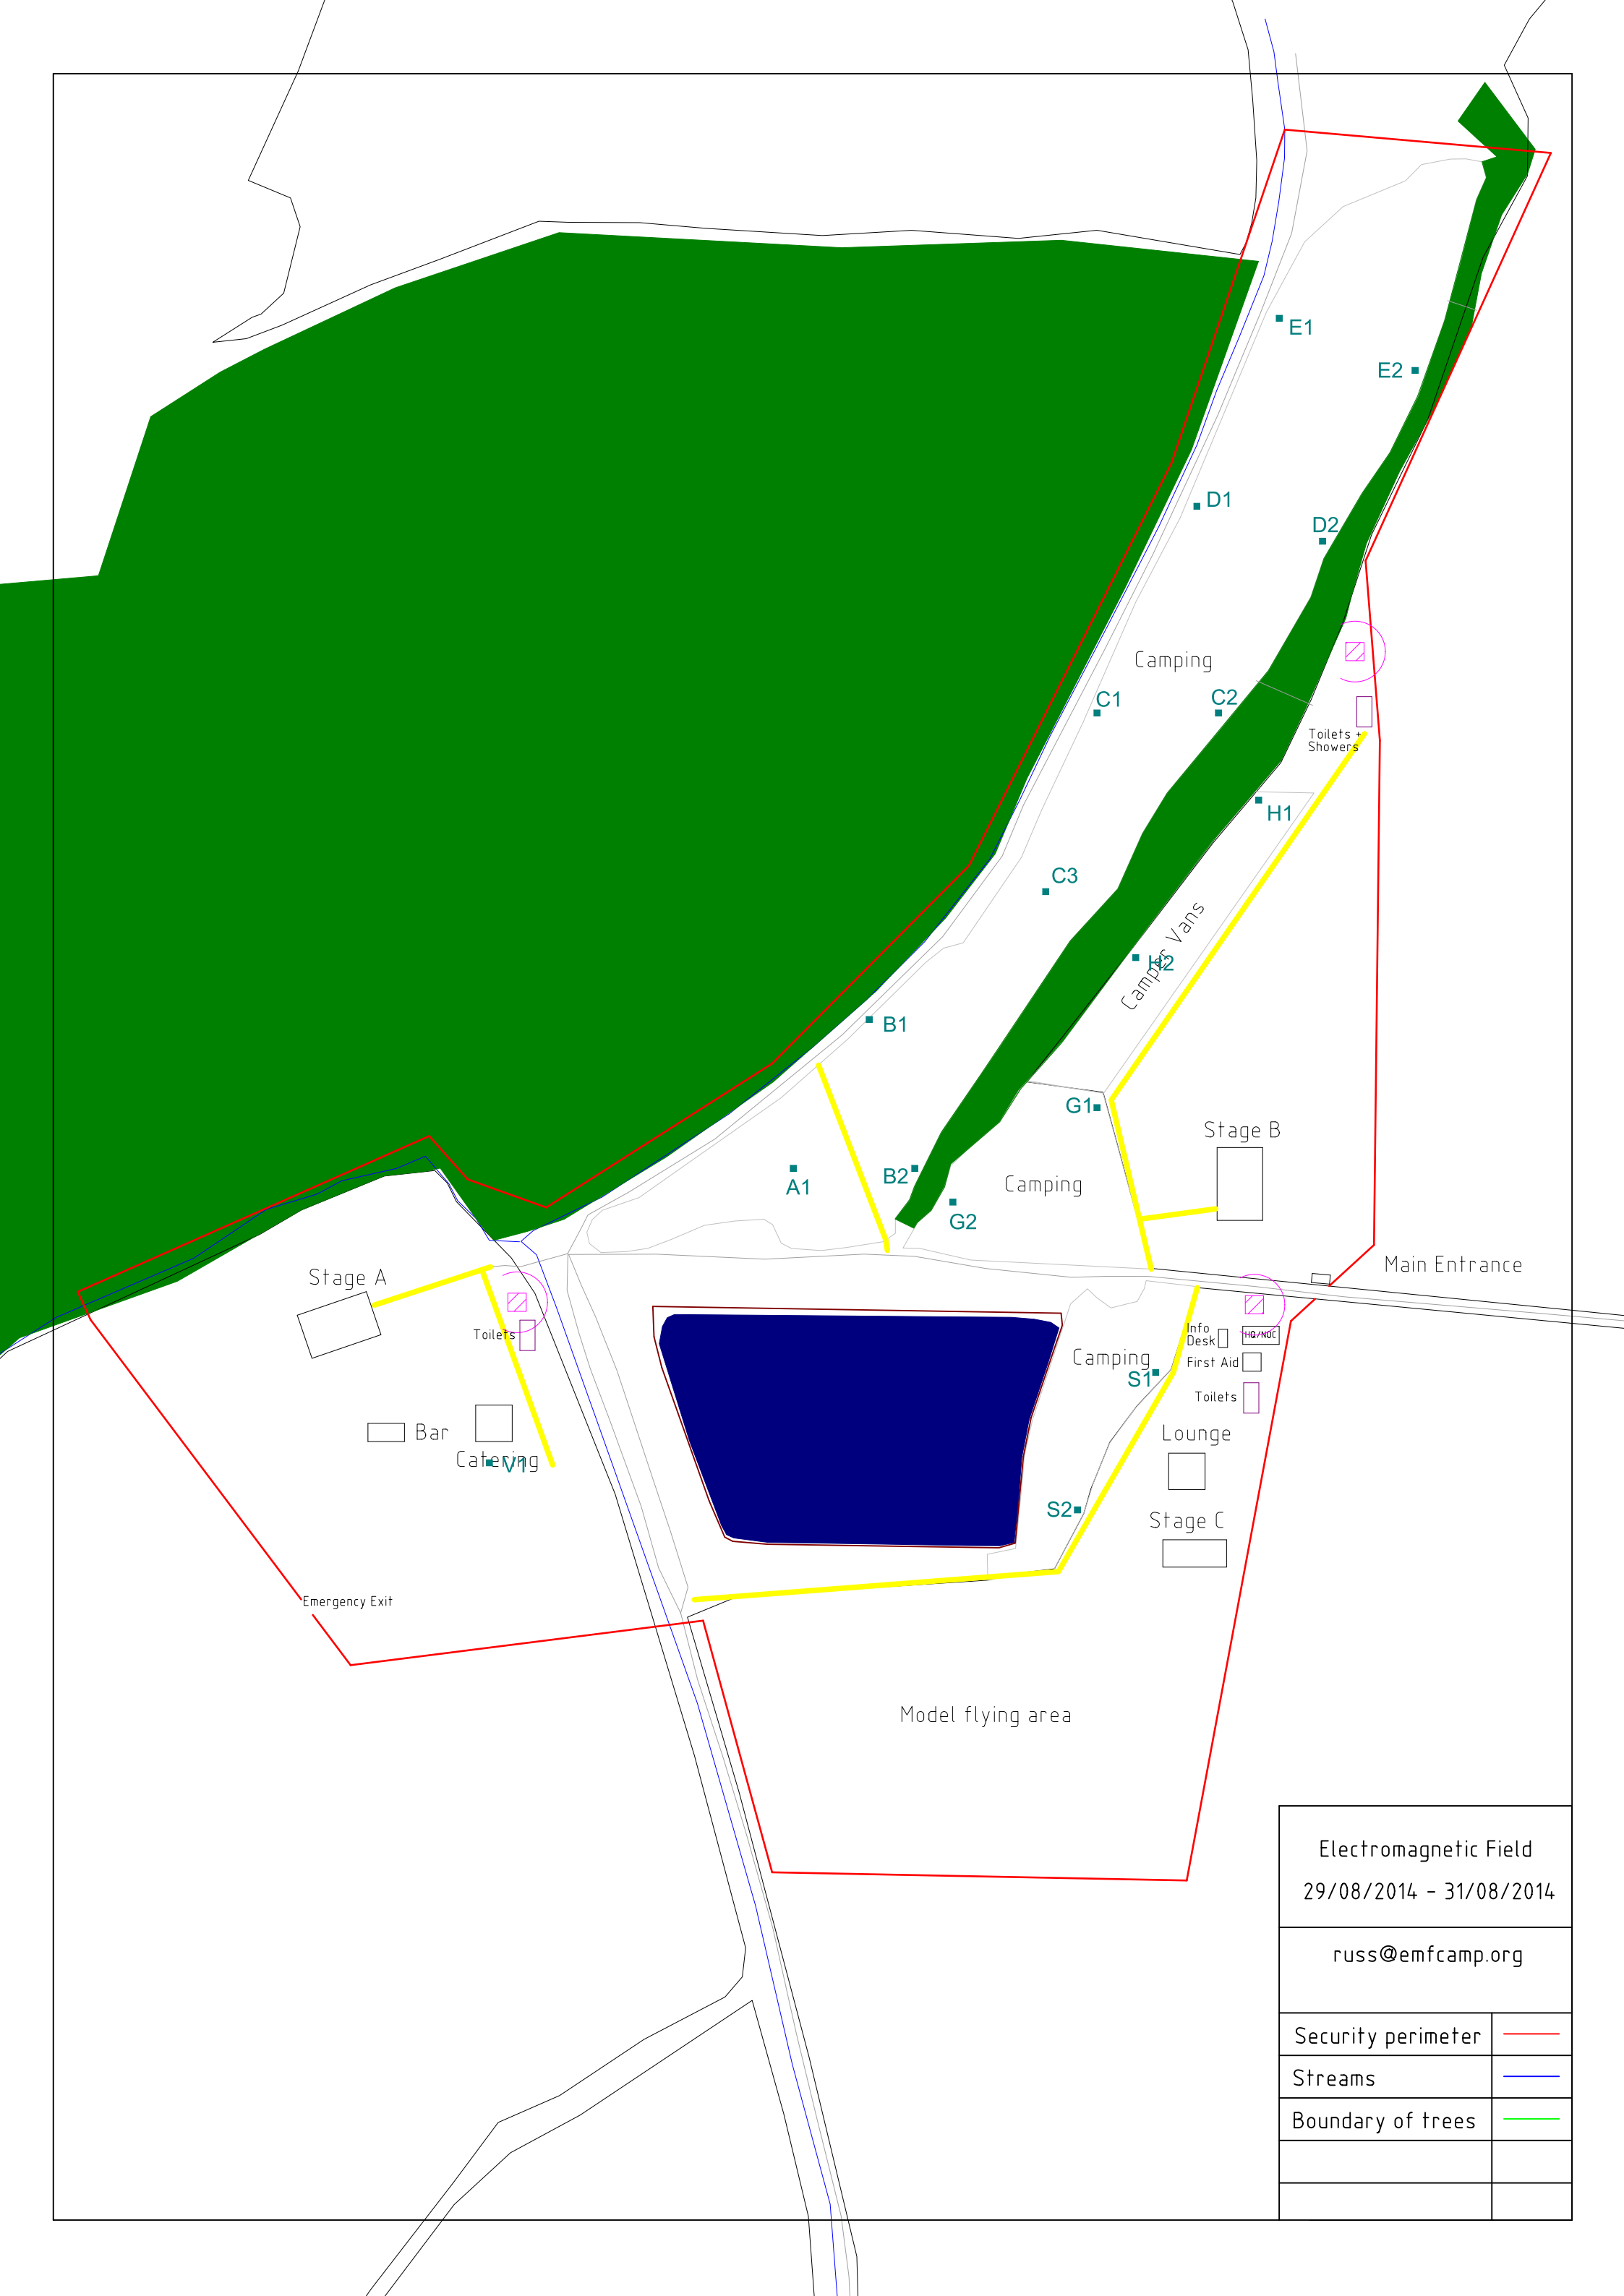 E1
E2
D1
D2
Camping
C1
C2
Toilets +
Showers
H1
C3
Camper Vans
H2
B1
G1
Stage B
A1
B2
Camping
G2
Main Entrance
Stage A
Toilets
Info
Desk
HQ/NOC
Camping
First Aid
S1
Toilets
Bar
Catering
V1
Lounge
S2
Stage C
Emergency Exit
Model flying area
Electromagnetic Field
29/08/2014 - 31/08/2014
russ@emfcamp.org
Security perimeter
Streams
Boundary of trees